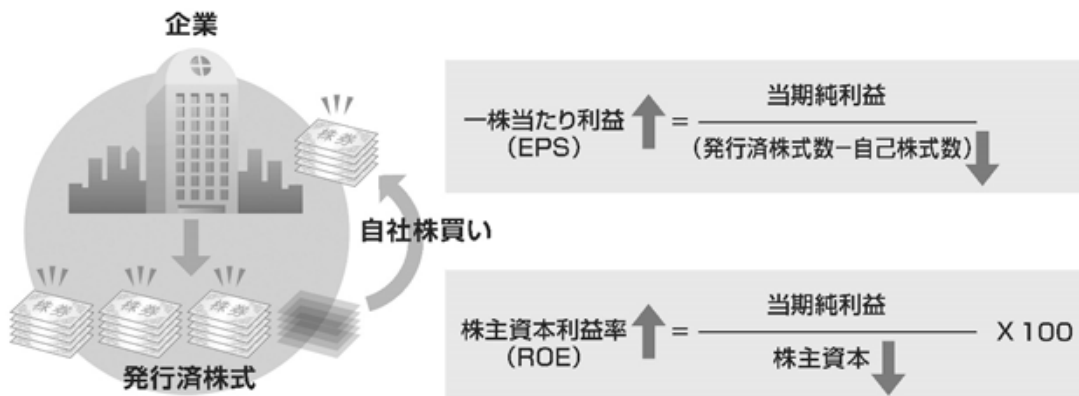 企業
株券
自社株買い
株券
株券
株券
発行済株式
一株当たり利益
(EPS)
=
当期純利益
(発行済株式数－自己株式数)
株主資本利益率
(ROE)
=
当期純利益
株主資本
X 100